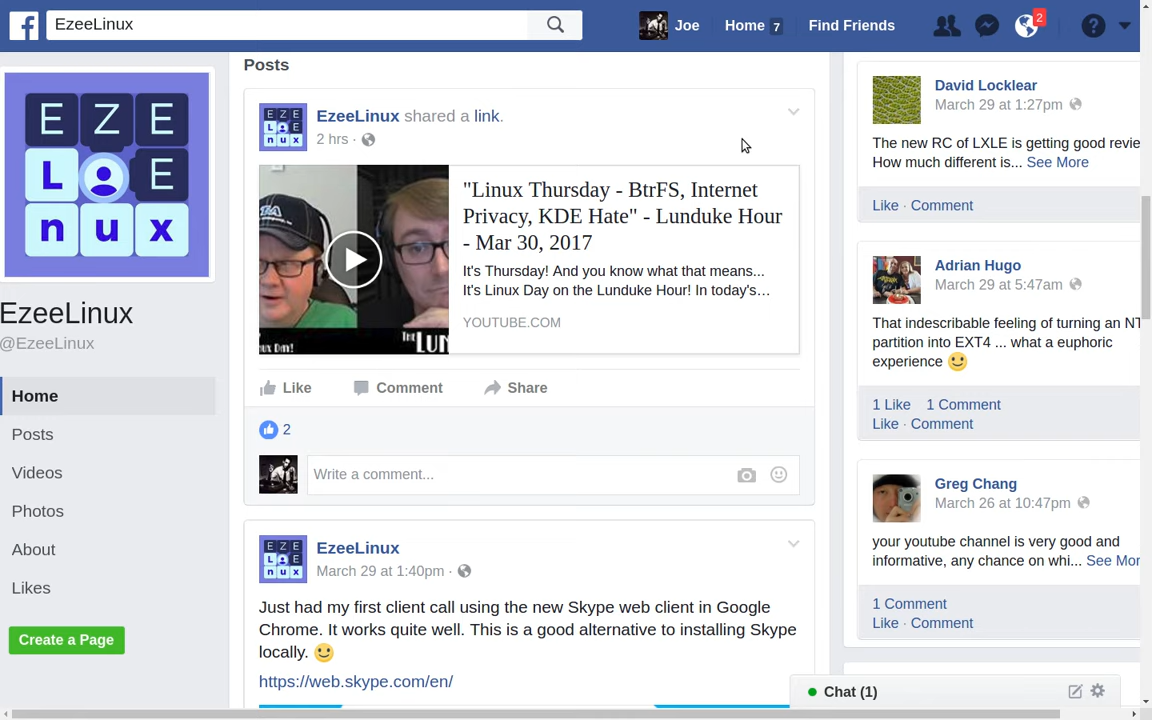 EzeeLinux
Joe
Home 7
Find Friends
2
?
E Z E
L E
n u x
EzeeLinux
@EzeeLinux
Home
Posts
Videos
Photos
About
Likes
Create a Page
Posts
EzeeLinux shared a link.
2 hrs ·
"Linux Thursday - BtrFS, Internet
Privacy, KDE Hate" - Lunduke Hour
- Mar 30, 2017
It's Thursday! And you know what that means...
It's Linux Day on the Lunduke Hour! In today's...
YOUTUBE.COM
Like
Comment
Share
2
Write a comment...
EzeeLinux
March 29 at 1:40pm ·
Just had my first client call using the new Skype web client in Google
Chrome. It works quite well. This is a good alternative to installing Skype
locally.
https://web.skype.com/en/
David Locklear
March 29 at 1:27pm
The new RC of LXLE is getting good revie
How much different is... See More
Like · Comment
Adrian Hugo
March 29 at 5:47am
That indescribable feeling of turning an NT
partition into EXT4 ... what a euphoric
experience
1 Like 1 Comment
Like · Comment
Greg Chang
March 26 at 10:47pm
your youtube channel is very good and
informative, any chance on whi... See Mor
1 Comment
Like · Comment
Chat (1)